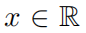 x ∈ ℝ